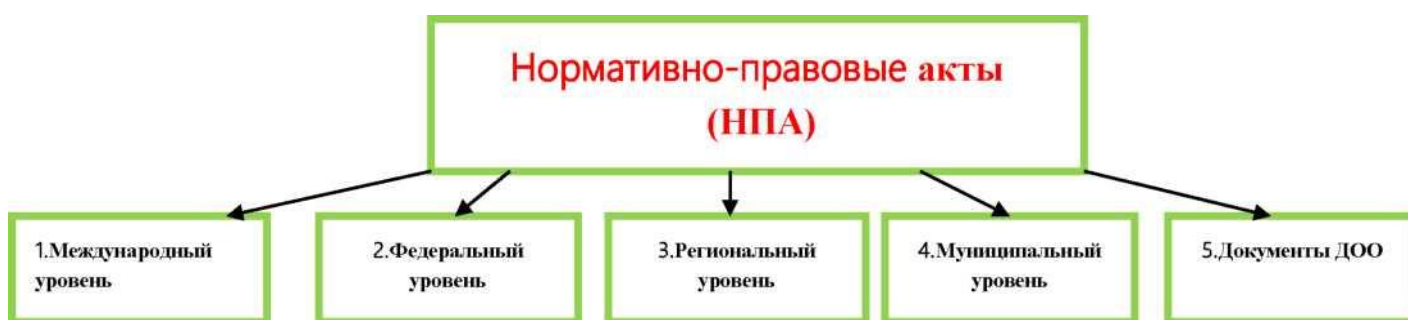 Нормативно-правовые акты
(НПА)
1.Международный
уровень
2.Федеральный
уровень
3.Региональный
уровень
4.Муниципальный
уровень
5.Документы ДОО